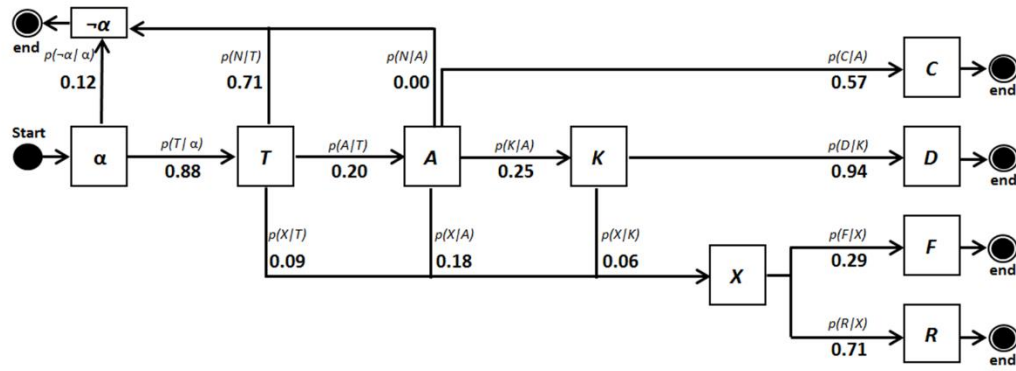 ¬α
end
p(¬α| α)
0.12
p(N|T)
0.71
p(N|A)
0.00
p(C|A)
0.57
C
end
Start
α
p(T| α)
0.88
T
p(A|T)
0.20
A
p(K|A)
0.25
K
p(D|K)
0.94
D
end
p(X|T)
0.09
p(X|A)
0.18
p(X|K)
0.06
X
p(F|X)
0.29
F
end
p(R|X)
0.71
R
end